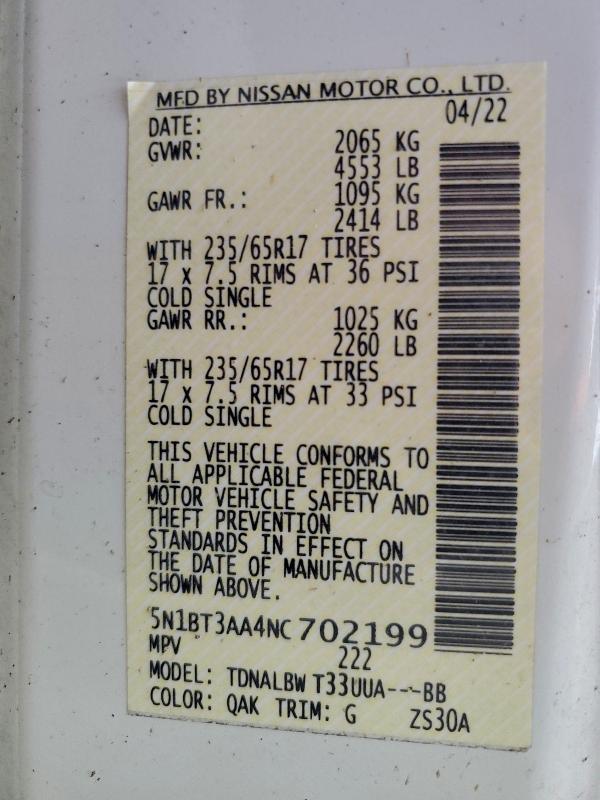 MFD BY NISSAN MOTOR CO., LTD.
DATE: 04/22
GVWR: 2065 KG
4553 LB
GAWR FR.: 1095 KG
2414 LB
WITH 235/65R17 TIRES
17 x 7.5 RIMS AT 36 PSI
COLD SINGLE
GAWR RR.: 1025 KG
2260 LB
WITH 235/65R17 TIRES
17 x 7.5 RIMS AT 33 PSI
COLD SINGLE
THIS VEHICLE CONFORMS TO
ALL APPLICABLE FEDERAL
MOTOR VEHICLE SAFETY AND
THEFT PREVENTION
STANDARDS IN EFFECT ON
THE DATE OF MANUFACTURE
SHOWN ABOVE.
5N1BT3AA4NC702199
MPV 222
MODEL: TDNALBW T33UUA---BB
COLOR: QAK TRIM: G ZS30A